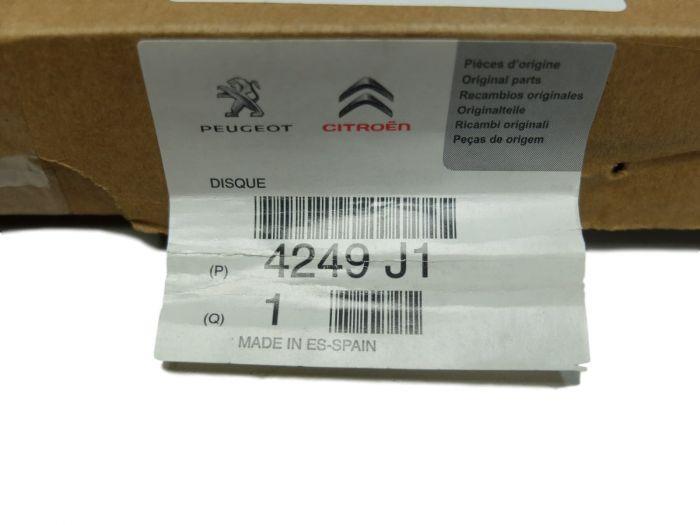 PEUGEOT
CITROËN
Pièces d'origine
Original parts
Recambios originales
Originalteile
Ricambi originali
Peças de origem
DISQUE
(P) 4249 J1
(Q) 1
MADE IN ES-SPAIN